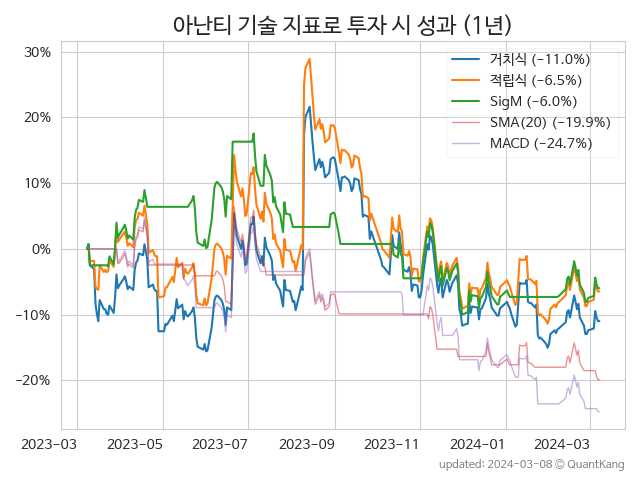 아난티 기술 지표로 투자 시 성과 (1년)
30%
20%
10%
0%
−10%
−20%
거치식 (−11.0%)
적립식 (−6.5%)
SigM (−6.0%)
SMA(20) (−19.9%)
MACD (−24.7%)
2023-03 2023-05 2023-07 2023-09 2023-11 2024-01 2024-03
updated: 2024-03-08 © QuantKang